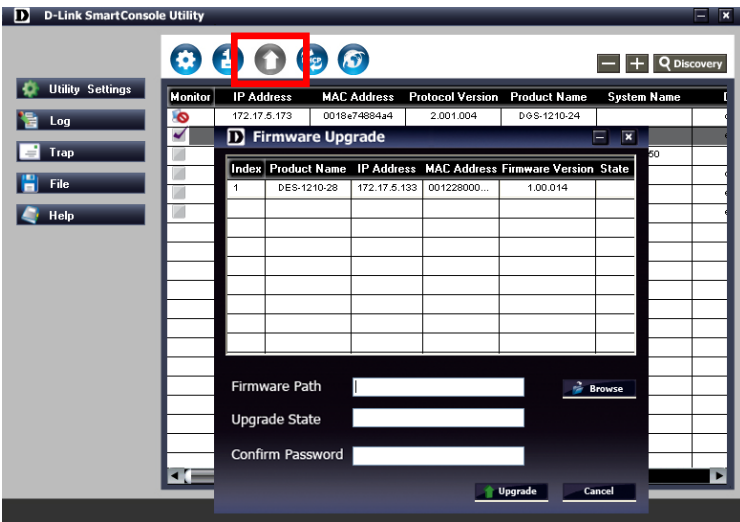 D D-Link SmartConsole Utility
Discovery
Utility Settings
Log
Trap
File
Help
Monitor IP Address MAC Address Protocol Version Product Name System Name
172.17.5.173 0018e74884a4 2.001.004 DGS-1210-24
50
D Firmware Upgrade
Index Product Name IP Address MAC Address Firmware Version State
1 DES-1210-28 172.17.5.133 001228000... 1.00.014
Firmware Path
Browse
Upgrade State
Confirm Password
Upgrade Cancel